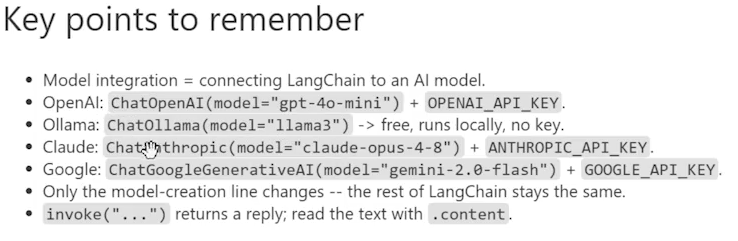 Key points to remember
• Model integration = connecting LangChain to an AI model.
• OpenAI: ChatOpenAI(model="gpt-4o-mini") + OPENAI_API_KEY.
• Ollama: ChatOllama(model="llama3") -> free, runs locally, no key.
• Claude: ChatAnthropic(model="claude-opus-4-8") + ANTHROPIC_API_KEY.
• Google: ChatGoogleGenerativeAI(model="gemini-2.0-flash") + GOOGLE_API_KEY.
• Only the model-creation line changes -- the rest of LangChain stays the same.
• invoke("...") returns a reply; read the text with .content.